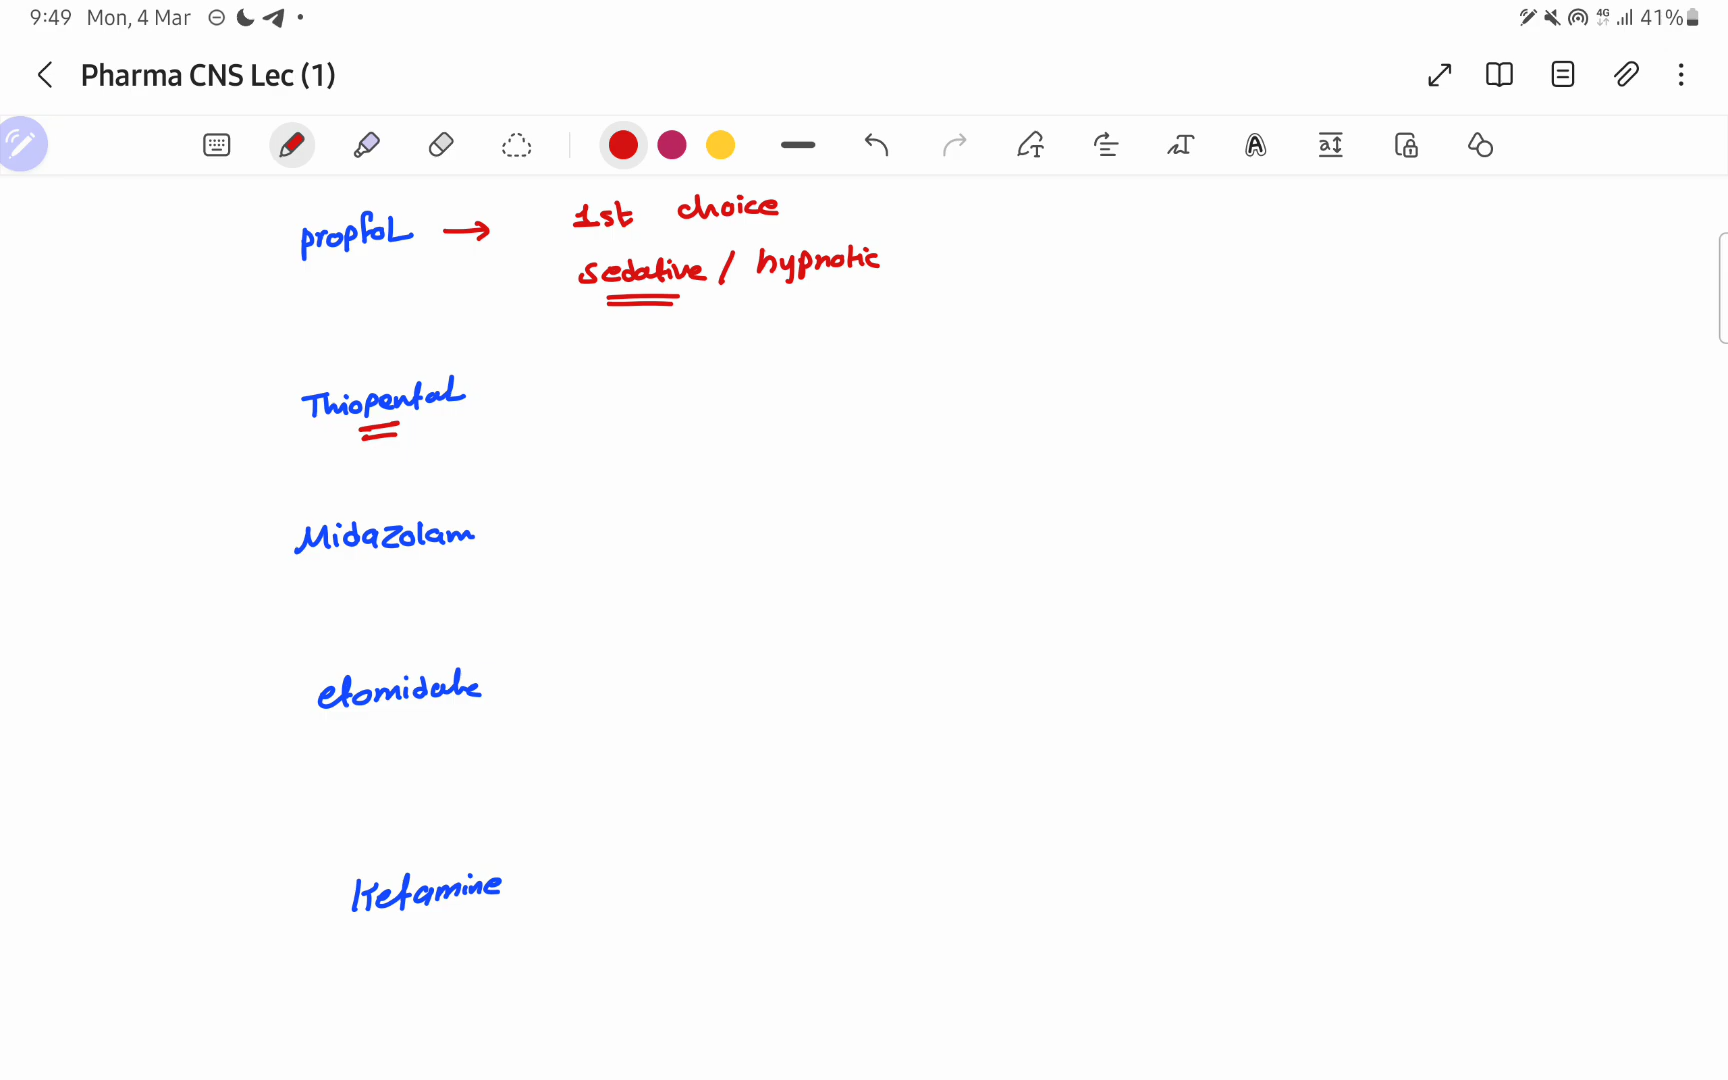 9:49 Mon, 4 Mar 4G 41%
Pharma CNS Lec (1)
propfol → 1st choice
sedative / hypnotic
Thiopental
Midazolam
etomidate
Ketamine